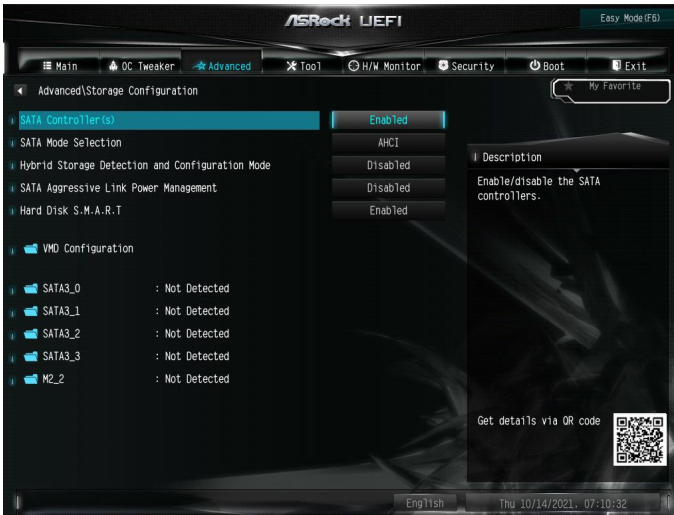 ASRock UEFI
Easy Mode(F6)
Main
OC Tweaker
Advanced
Tool
H/W Monitor
Security
Boot
Exit
Advanced\Storage Configuration
My Favorite
SATA Controller(s) Enabled
SATA Mode Selection AHCI
Hybrid Storage Detection and Configuration Mode Disabled
SATA Aggressive Link Power Management Disabled
Hard Disk S.M.A.R.T Enabled
VMD Configuration
SATA3_0 : Not Detected
SATA3_1 : Not Detected
SATA3_2 : Not Detected
SATA3_3 : Not Detected
M2_2 : Not Detected
Description
Enable/disable the SATA
controllers.
Get details via QR code
English
Thu 10/14/2021. 07:10:32